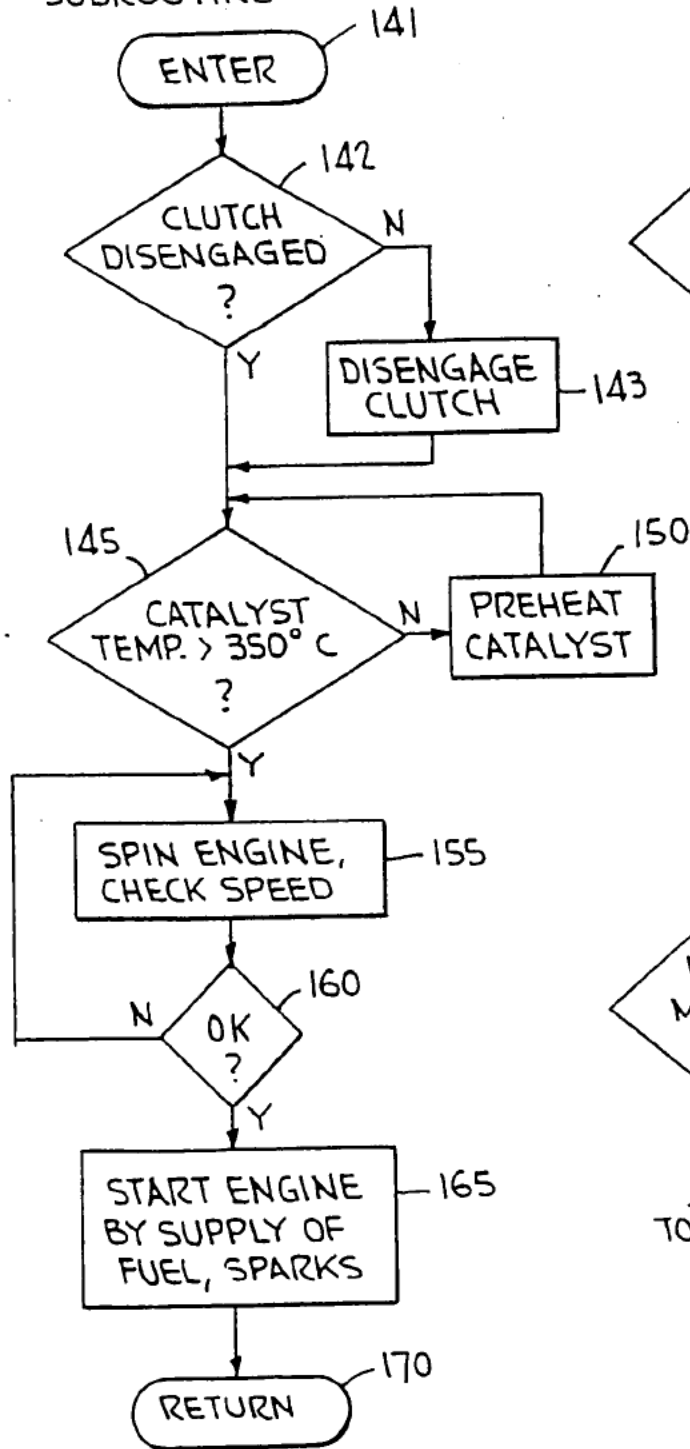 SUBROUTINE
141
ENTER
142
CLUTCH
DISENGAGED
?
N
Y
DISENGAGE
CLUTCH
143
145
CATALYST
TEMP. > 350° C
?
N
150
PREHEAT
CATALYST
Y
SPIN ENGINE,
CHECK SPEED
155
160
N
OK
?
Y
START ENGINE
BY SUPPLY OF
FUEL, SPARKS
165
TO
170
RETURN